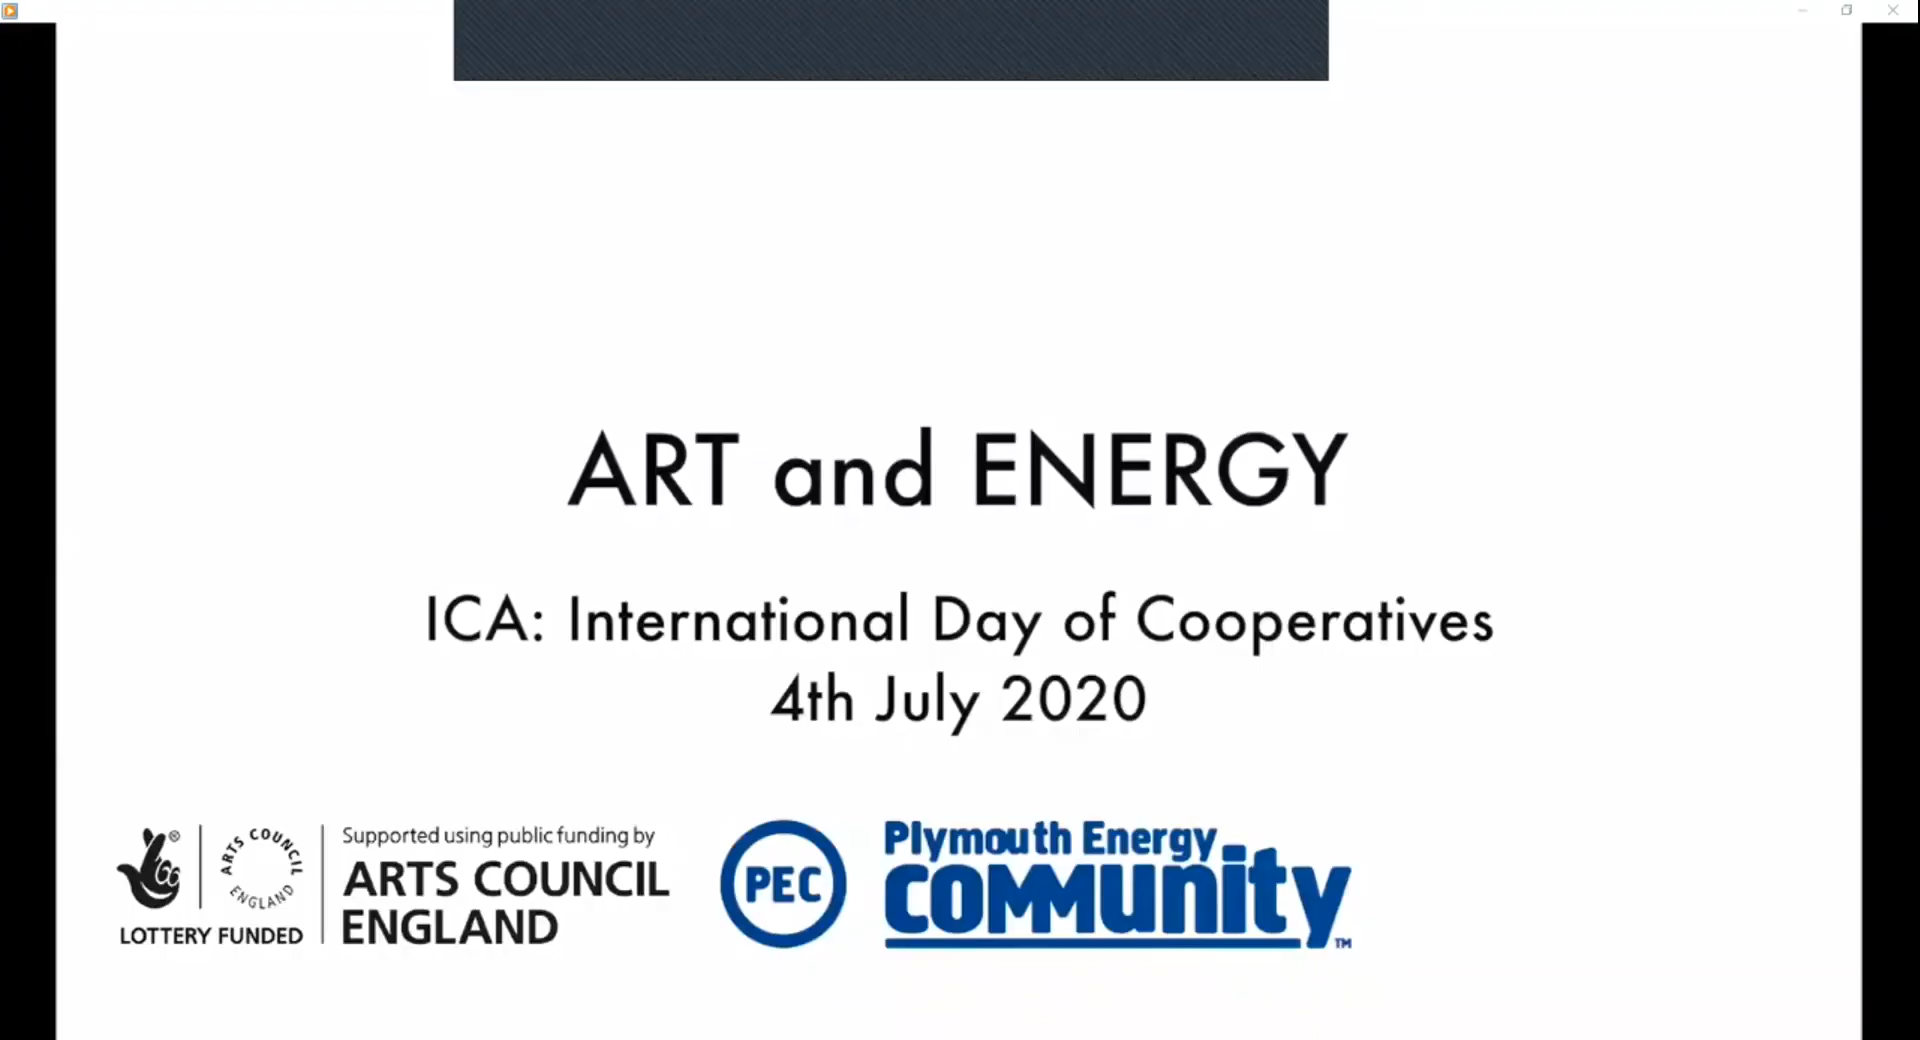 ART and ENERGY
ICA: International Day of Cooperatives
4th July 2020
®
ARTS COUNCIL
ENGLAND
LOTTERY FUNDED
Supported using public funding by
ARTS COUNCIL
ENGLAND
PEC
Plymouth Energy
community
TM